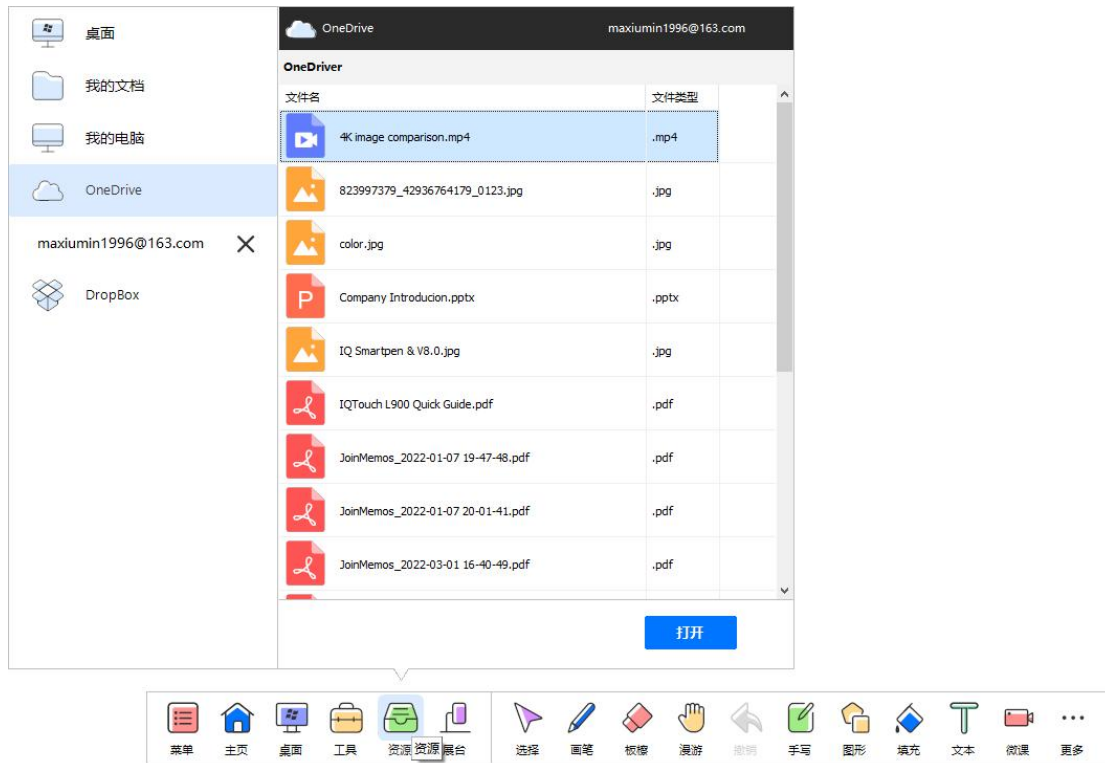 桌面
我的文档
我的电脑
OneDrive
maxiumin1996@163.com
DropBox
OneDrive maxiumin1996@163.com
OneDriver
文件名 文件类型
4K image comparison.mp4 .mp4
823997379_42936764179_0123.jpg .jpg
color.jpg .jpg
P
Company Introducion.pptx .pptx
IQ Smartpen & V8.0.jpg .jpg
IQTouch L900 Quick Guide.pdf .pdf
JoinMemos_2022-01-07 19-47-48.pdf .pdf
JoinMemos_2022-01-07 20-01-41.pdf .pdf
JoinMemos_2022-03-01 16-40-49.pdf .pdf
打开
菜单 主页 桌面 工具 资源 资源 展台 选择 画笔 板擦 漫游 撤销 手写 图形 填充 文本 微课 更多